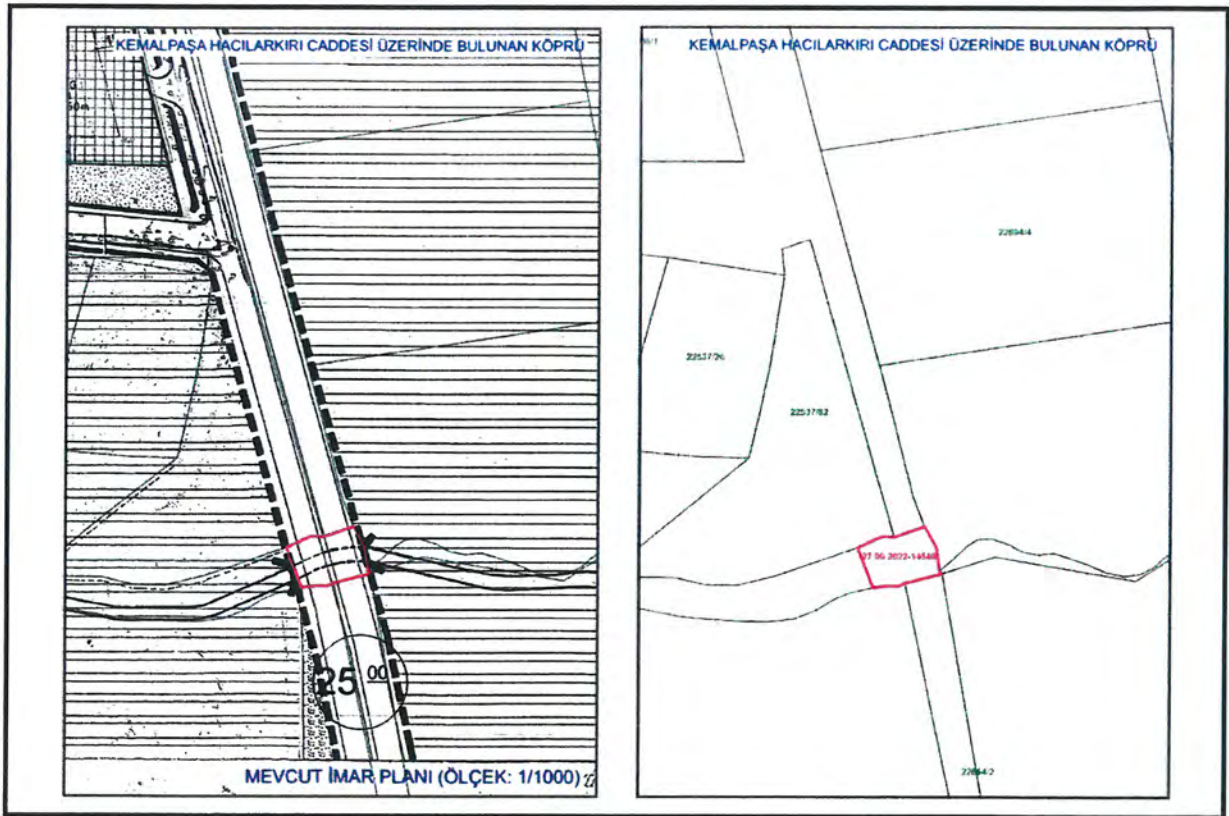 KEMALPAŞA HACILARKIRI CADDESİ ÜZERİNDE BULUNAN KÖPRÜ
25 00
MEVCUT İMAR PLANI (ÖLÇEK: 1/1000)
KEMALPAŞA HACILARKIRI CADDESİ ÜZERİNDE BULUNAN KÖPRÜ
22694/4
22537/26
22537/82
22694/2